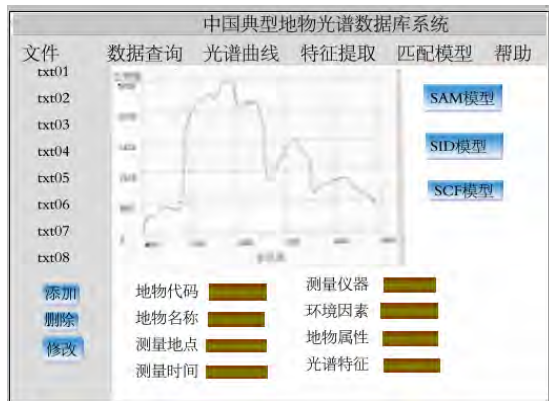 中国典型地物光谱数据库系统
文件 数据查询 光谱曲线 特征提取 匹配模型 帮助
txt01
txt02
txt03
txt04
txt05
txt06
txt07
txt08
添加
删除
修改
SAM模型
SID模型
SCF模型
地物代码
地物名称
测量地点
测量时间
测量仪器
环境因素
地物属性
光谱特征